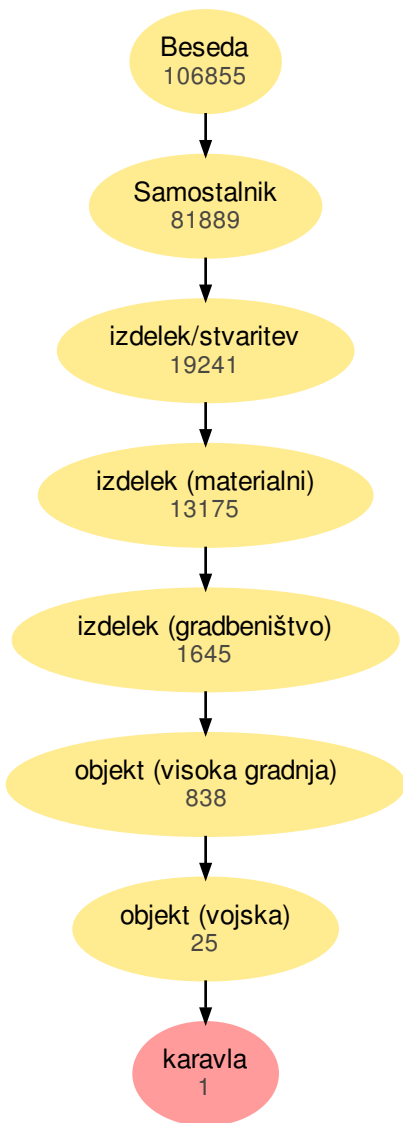 Beseda
106855
Samostalnik
81889
izdelek/stvaritev
19241
izdelek (materialni)
13175
izdelek (gradbeništvo)
1645
objekt (visoka gradnja)
838
objekt (vojska)
25
karavla
1